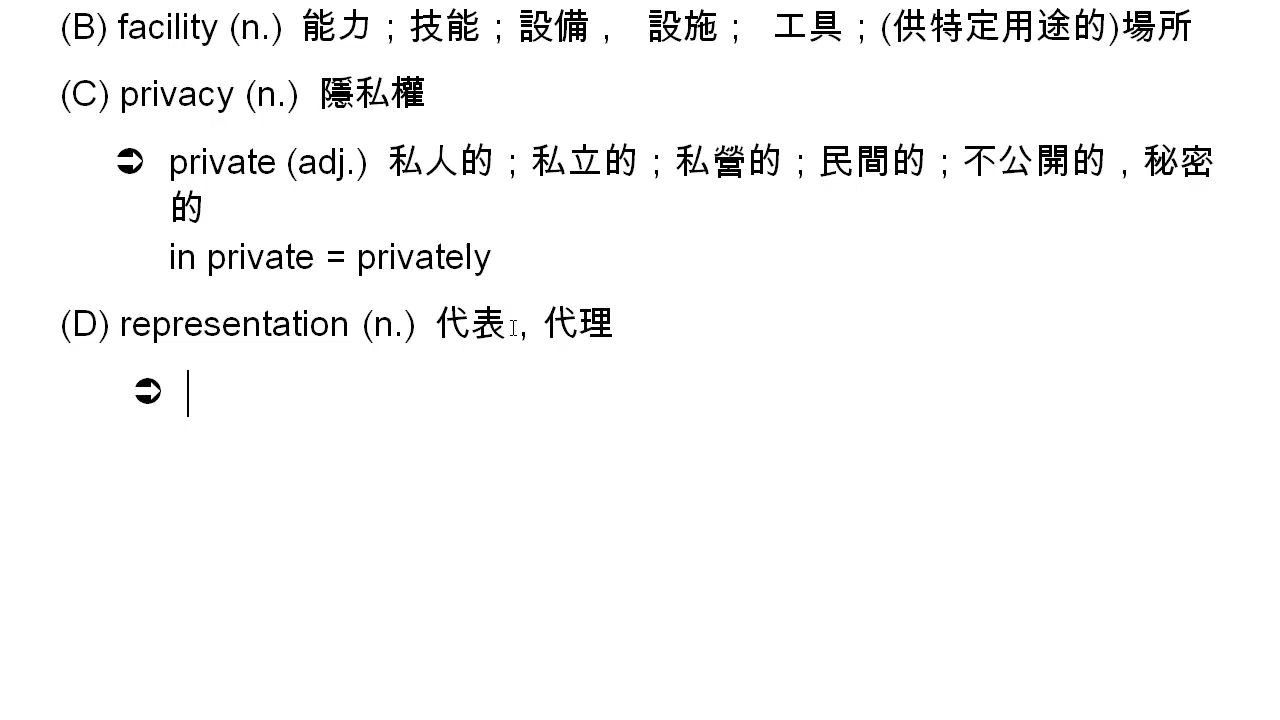 (B) facility (n.) 能力；技能；設備， 設施； 工具；(供特定用途的)場所
(C) privacy (n.) 隱私權
➲ private (adj.) 私人的；私立的；私營的；民間的；不公開的，秘密
的
in private = privately
(D) representation (n.) 代表，代理
➲